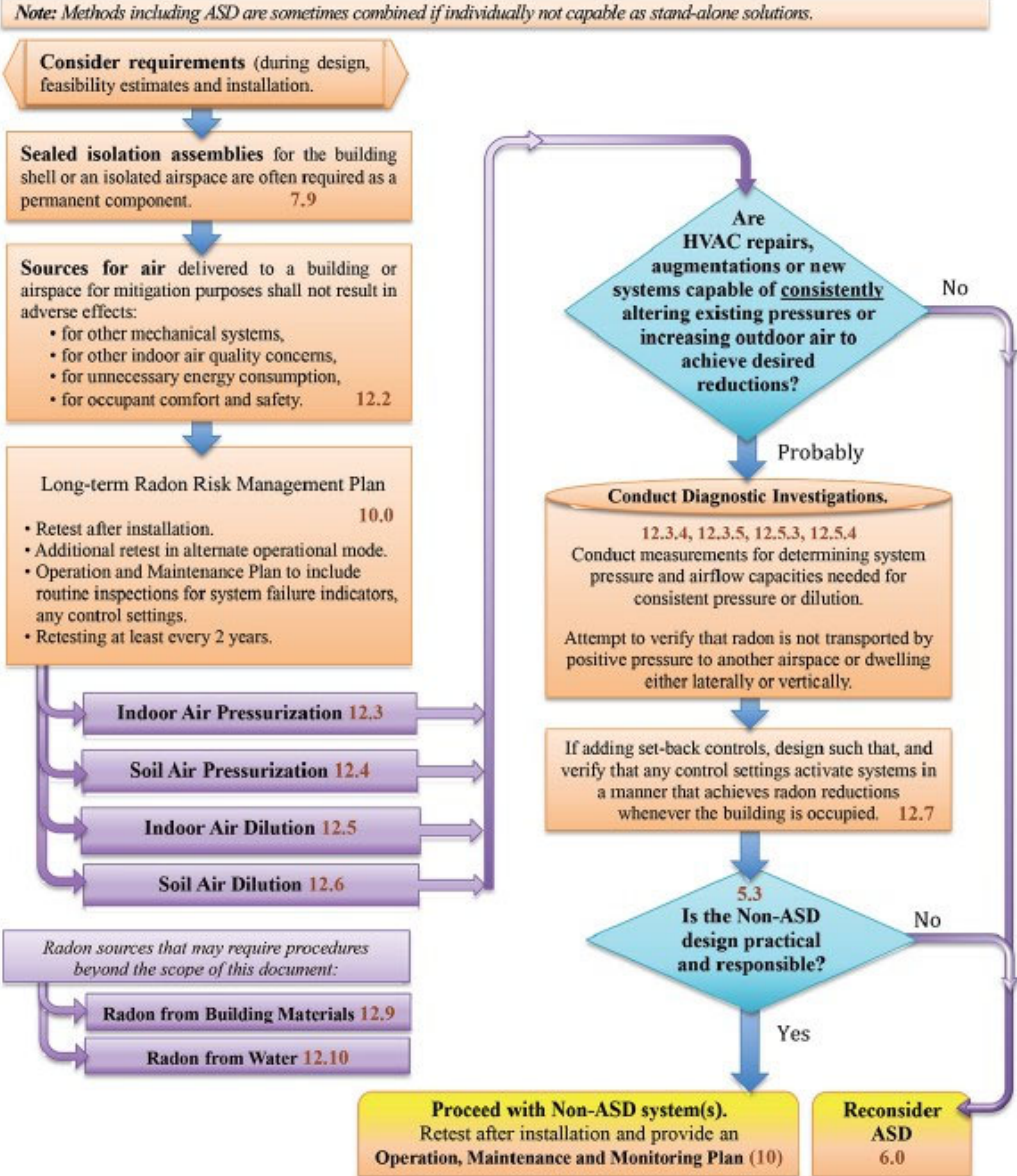 Note: Methods including ASD are sometimes combined if individually not capable as stand-alone solutions.
Consider requirements (during design,
feasibility estimates and installation.
Sealed isolation assemblies for the building
shell or an isolated airspace are often required as a
permanent component. 7.9
Sources for air delivered to a building or
airspace for mitigation purposes shall not result in
adverse effects:
• for other mechanical systems,
• for other indoor air quality concerns,
• for unnecessary energy consumption,
• for occupant comfort and safety. 12.2
Long-term Radon Risk Management Plan
10.0
• Retest after installation.
• Additional retest in alternate operational mode.
• Operation and Maintenance Plan to include
routine inspections for system failure indicators,
any control settings.
• Retesting at least every 2 years.
Indoor Air Pressurization 12.3
Soil Air Pressurization 12.4
Indoor Air Dilution 12.5
Soil Air Dilution 12.6
Radon sources that may require procedures
beyond the scope of this document:
Radon from Building Materials 12.9
Radon from Water 12.10
Are
HVAC repairs,
augmentations or new
systems capable of consistently
altering existing pressures or
increasing outdoor air to
achieve desired
reductions?
No
Probably
Conduct Diagnostic Investigations.
12.3.4, 12.3.5, 12.5.3, 12.5.4
Conduct measurements for determining system
pressure and airflow capacities needed for
consistent pressure or dilution.
Attempt to verify that radon is not transported by
positive pressure to another airspace or dwelling
either laterally or vertically.
If adding set-back controls, design such that, and
verify that any control settings activate systems in
a manner that achieves radon reductions
whenever the building is occupied. 12.7
5.3
Is the Non-ASD
design practical
and responsible?
No
Yes
Proceed with Non-ASD system(s).
Retest after installation and provide an
Operation, Maintenance and Monitoring Plan (10)
Reconsider
ASD
6.0